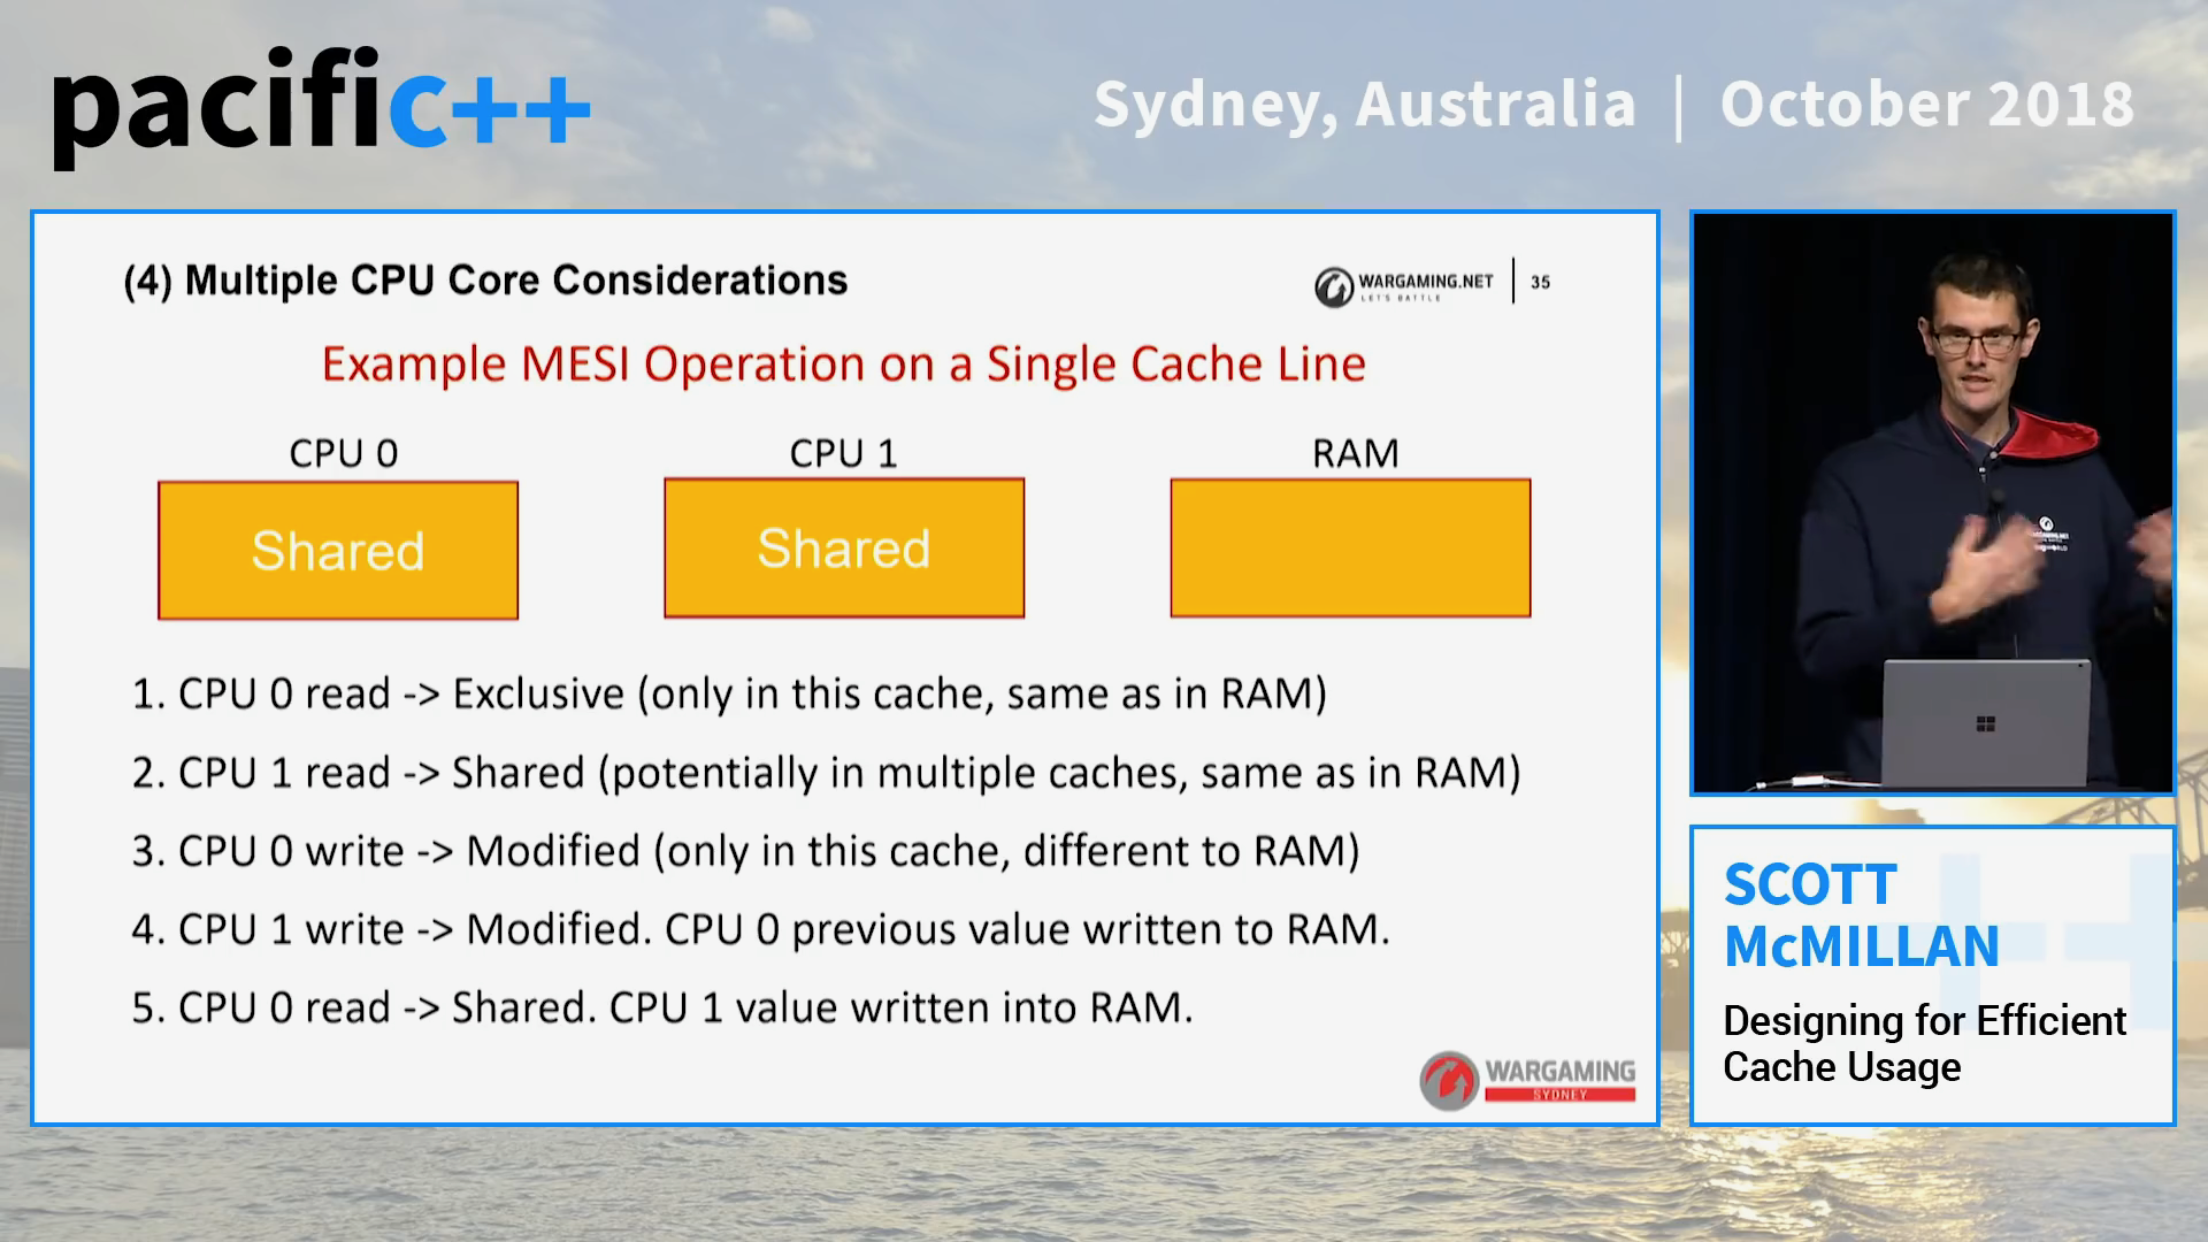 pacific++
Sydney, Australia | October 2018
(4) Multiple CPU Core Considerations
WARGAMING.NET
LET'S BATTLE
35
Example MESI Operation on a Single Cache Line
CPU 0
CPU 1
RAM
Shared
Shared
1. CPU 0 read -> Exclusive (only in this cache, same as in RAM)
2. CPU 1 read -> Shared (potentially in multiple caches, same as in RAM)
3. CPU 0 write -> Modified (only in this cache, different to RAM)
4. CPU 1 write -> Modified. CPU 0 previous value written to RAM.
5. CPU 0 read -> Shared. CPU 1 value written into RAM.
WARGAMING
SYDNEY
SCOTT
McMILLAN
Designing for Efficient
Cache Usage